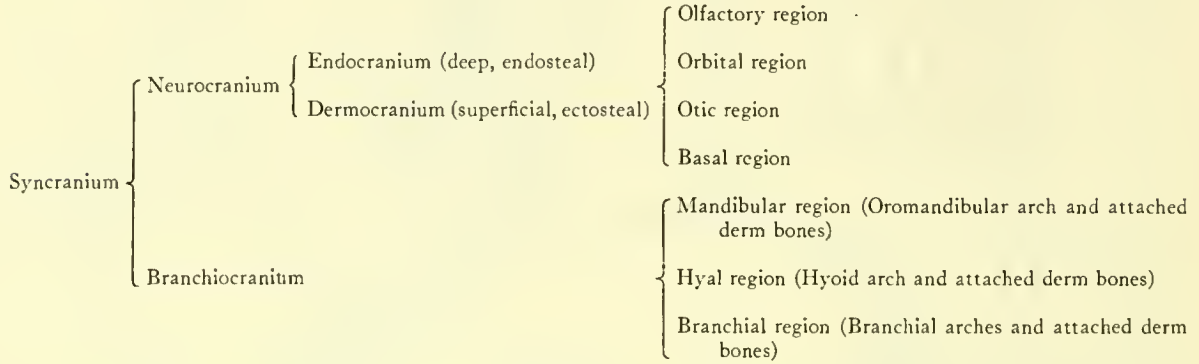 Olfactory region
Endocranium (deep, endosteal)
Orbital region
Neurocranium
Dermocranium (superficial, ectosteal)
Otic region
Basal region
Syncranium
Mandibular region (Oromandibular arch and attached
derm bones)
Branchiocranium
Hyal region (Hyoid arch and attached derm bones)
Branchial region (Branchial arches and attached derm
bones)